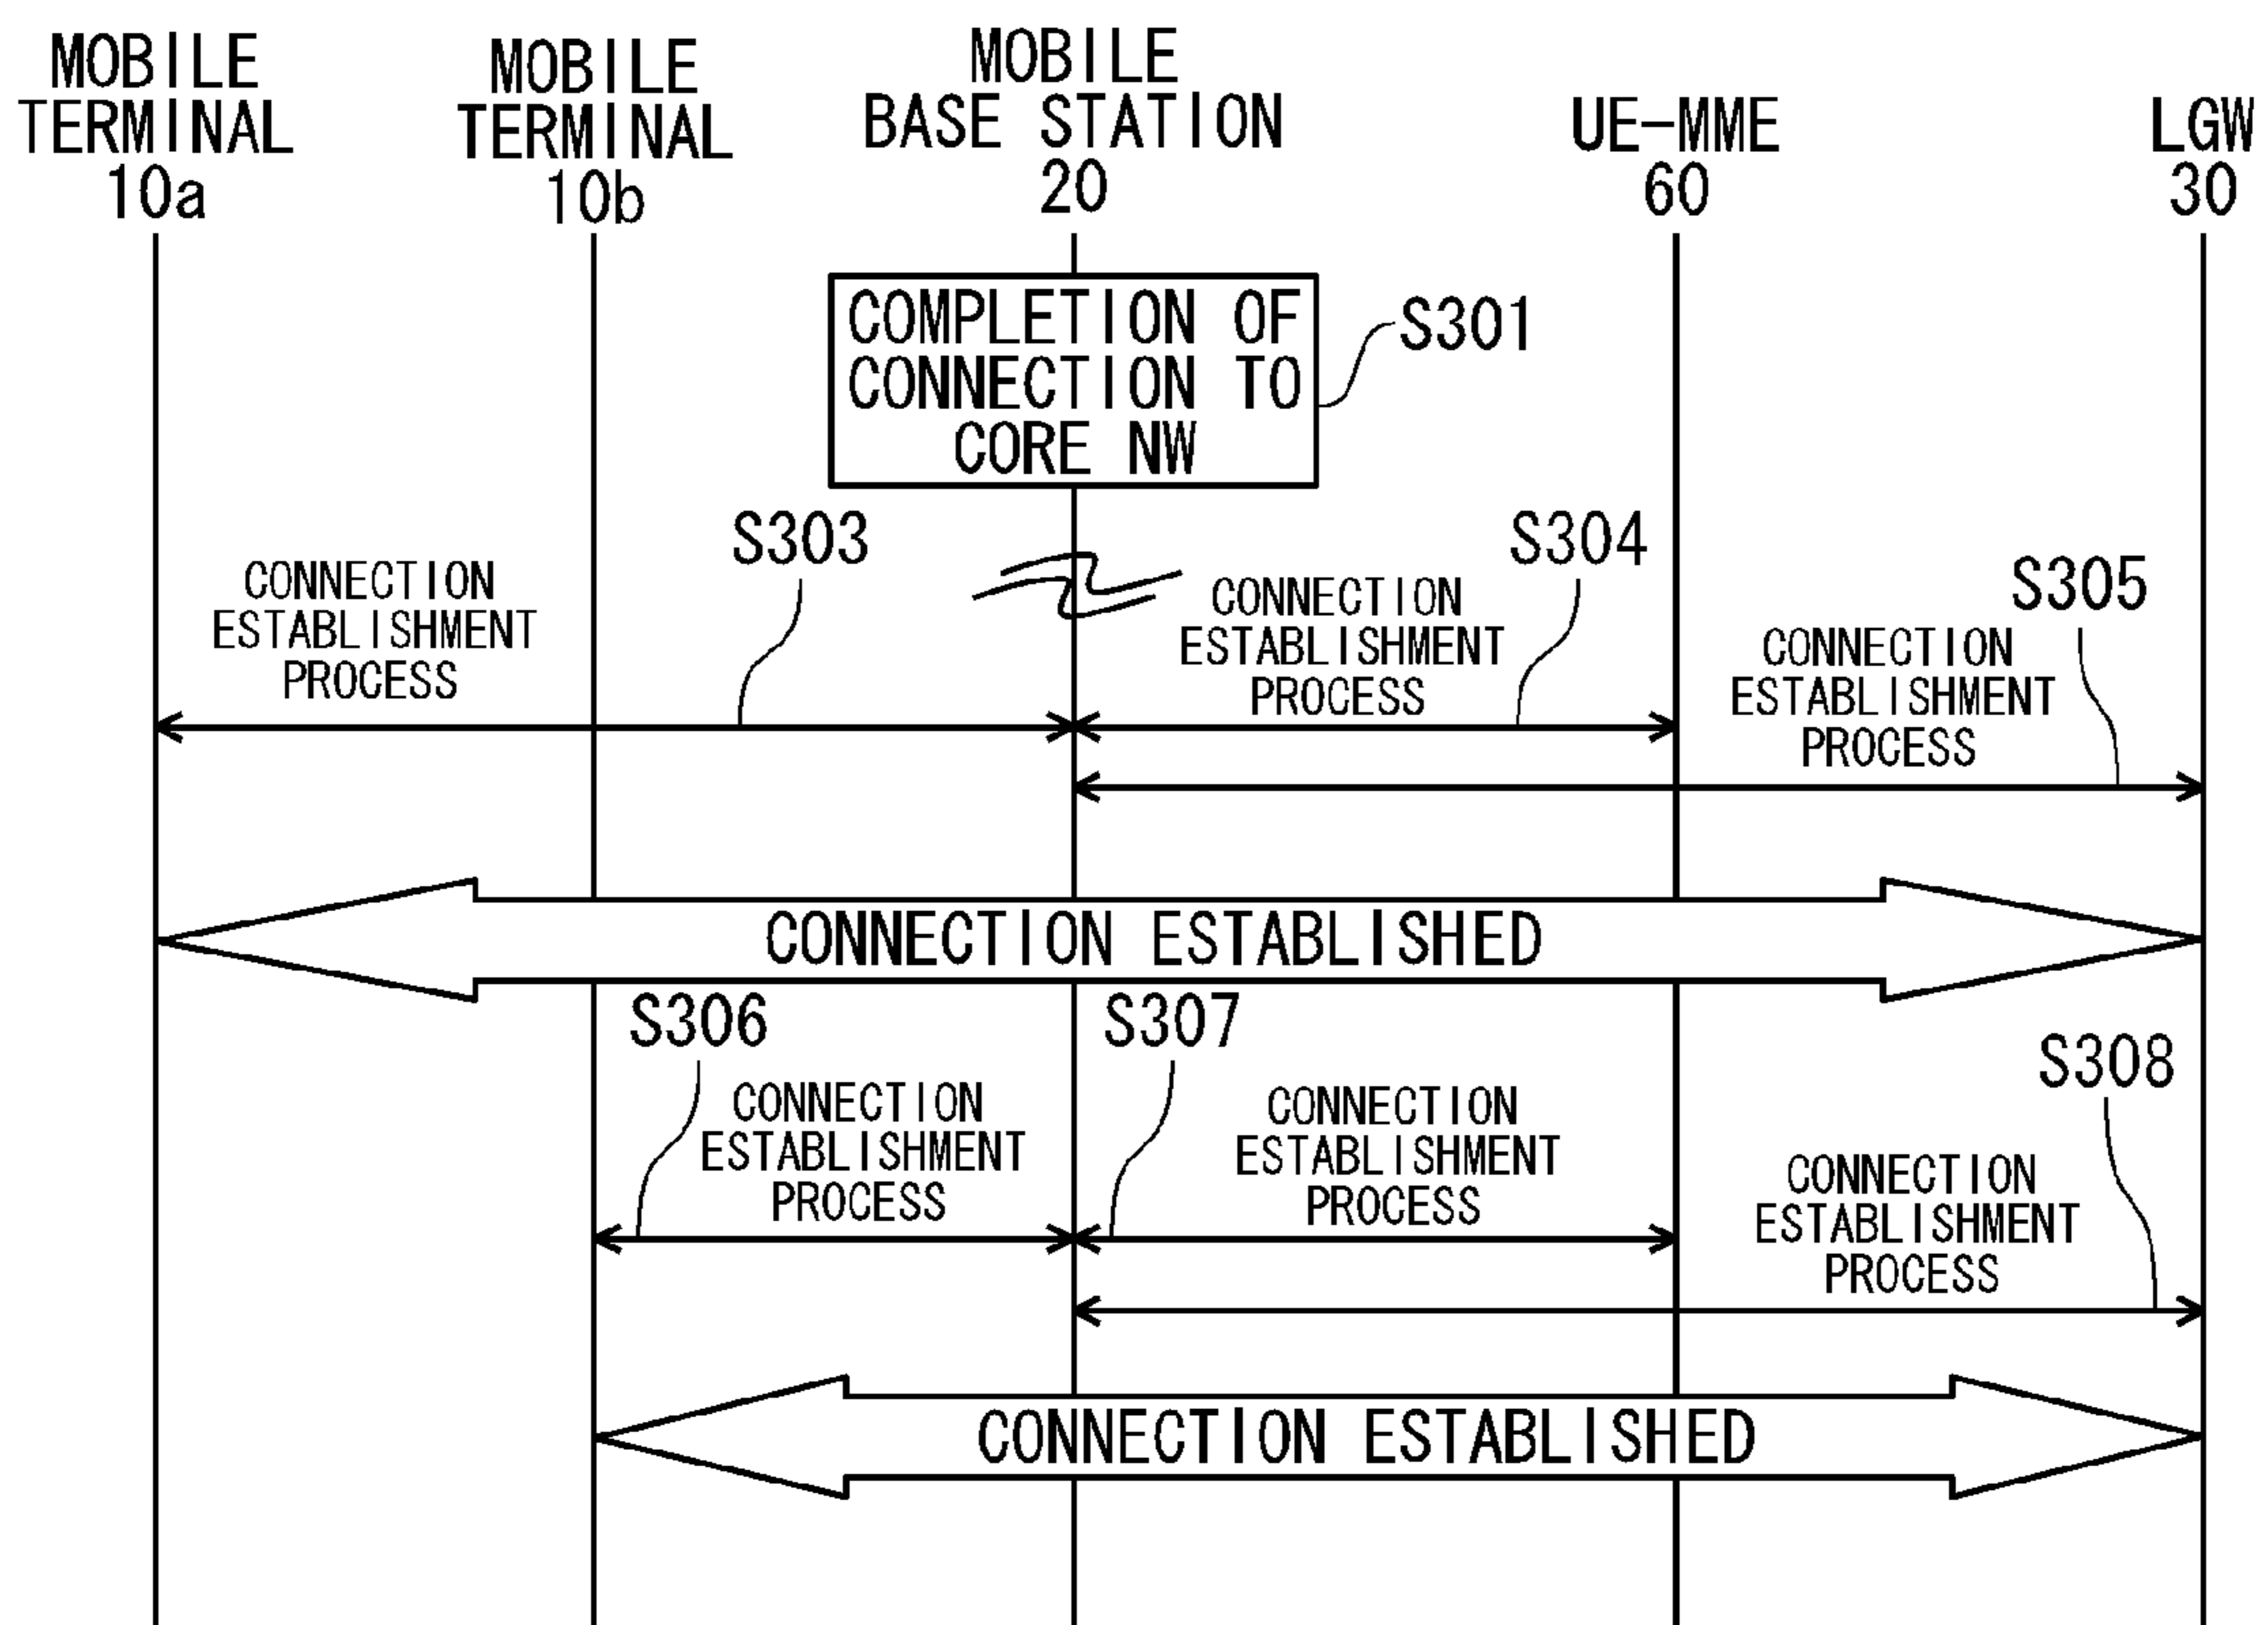 MOBILE
TERMINAL
10a
MOBILE
TERMINAL
10b
MOBILE
BASE STATION
20
UE-MME
60
LGW
30
COMPLETION OF
CONNECTION TO
CORE NW
S301
S303
CONNECTION
ESTABLISHMENT
PROCESS
S304
CONNECTION
ESTABLISHMENT
PROCESS
S305
CONNECTION
ESTABLISHMENT
PROCESS
CONNECTION ESTABLISHED
S306
CONNECTION
ESTABLISHMENT
PROCESS
S307
CONNECTION
ESTABLISHMENT
PROCESS
S308
CONNECTION
ESTABLISHMENT
PROCESS
CONNECTION ESTABLISHED